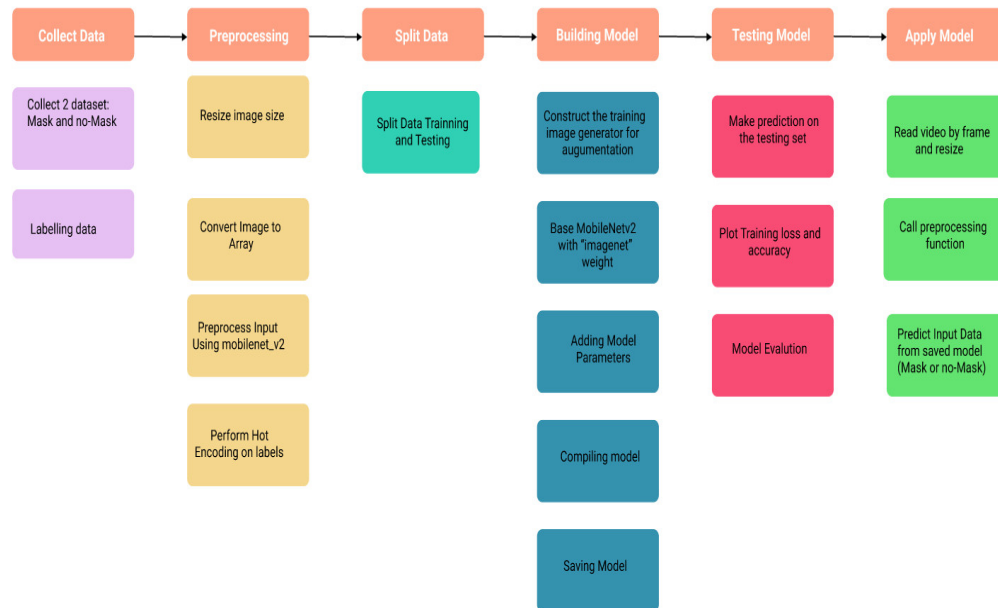 Collect Data
Preprocessing
Split Data
Building Model
Testing Model
Apply Model
Collect 2 dataset:
Mask and no-Mask
Labelling data
Resize image size
Convert Image to
Array
Preprocess Input
Using mobilenet_v2
Perform Hot
Encoding on labels
Split Data Trainning
and Testing
Construct the training
image generator for
augumentation
Base MobileNetv2
with "imagenet"
weight
Adding Model
Parameters
Compiling model
Saving Model
Make prediction on
the testing set
Plot Training loss and
accuracy
Model Evalution
Read video by frame
and resize
Call preprocessing
function
Predict Input Data
from saved model
(Mask or no-Mask)